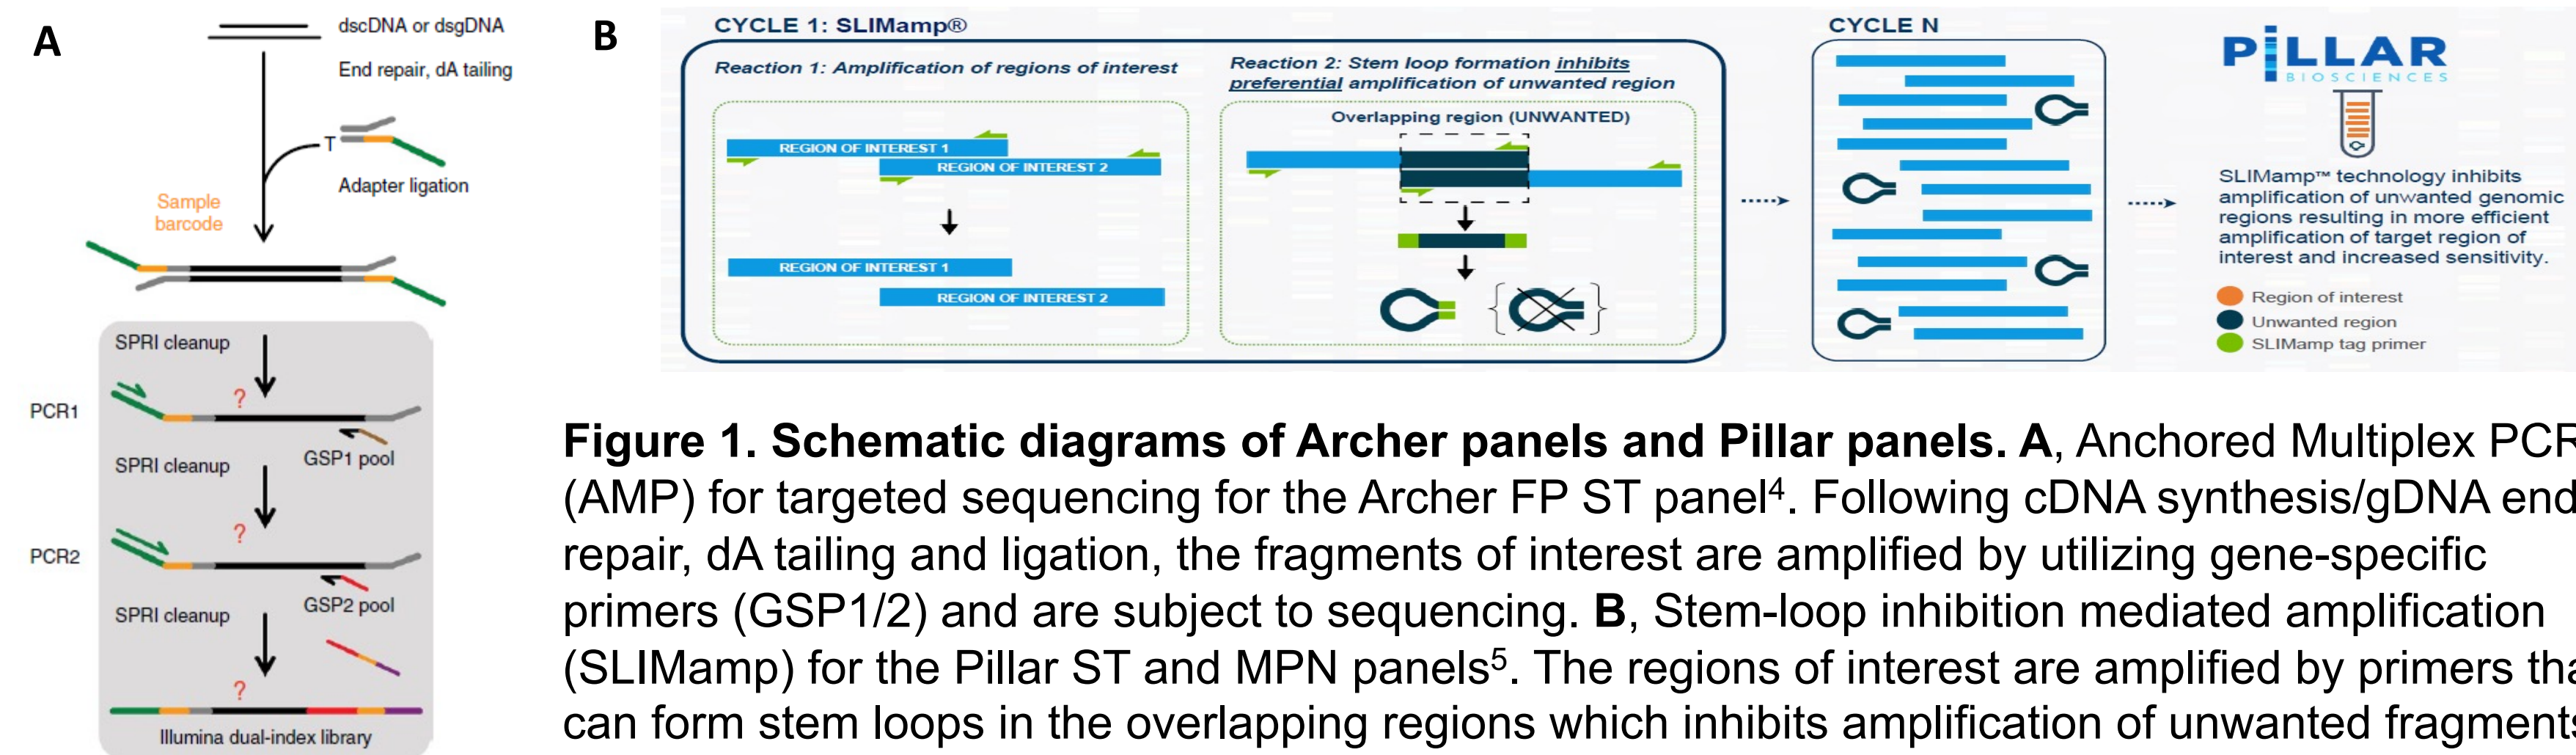 A
dscDNA or dsgDNA
End repair, dA tailing
T
Adapter ligation
Sample
barcode
SPRI cleanup
?
PCR1
GSP1 pool
SPRI cleanup
?
PCR2
GSP2 pool
SPRI cleanup
?
Illumina dual-index library
B
CYCLE 1: SLIMamp®
Reaction 1: Amplification of regions of interest
REGION OF INTEREST 1
REGION OF INTEREST 2
REGION OF INTEREST 1
REGION OF INTEREST 2
Reaction 2: Stem loop formation inhibits
preferential amplification of unwanted region
Overlapping region (UNWANTED)
CYCLE N
PILLAR
BIOSCIENCES
SLIMamp™ technology inhibits
amplification of unwanted genomic
regions resulting in more efficient
amplification of target region of
interest and increased sensitivity.
Region of interest
Unwanted region
SLIMamp tag primer
Figure 1. Schematic diagrams of Archer panels and Pillar panels. A, Anchored Multiplex PCR
(AMP) for targeted sequencing for the Archer FP ST panel⁴. Following cDNA synthesis/gDNA end
repair, dA tailing and ligation, the fragments of interest are amplified by utilizing gene-specific
primers (GSP1/2) and are subject to sequencing. B, Stem-loop inhibition mediated amplification
(SLIMamp) for the Pillar ST and MPN panels⁵. The regions of interest are amplified by primers tha
can form stem loops in the overlapping regions which inhibits amplification of unwanted fragments